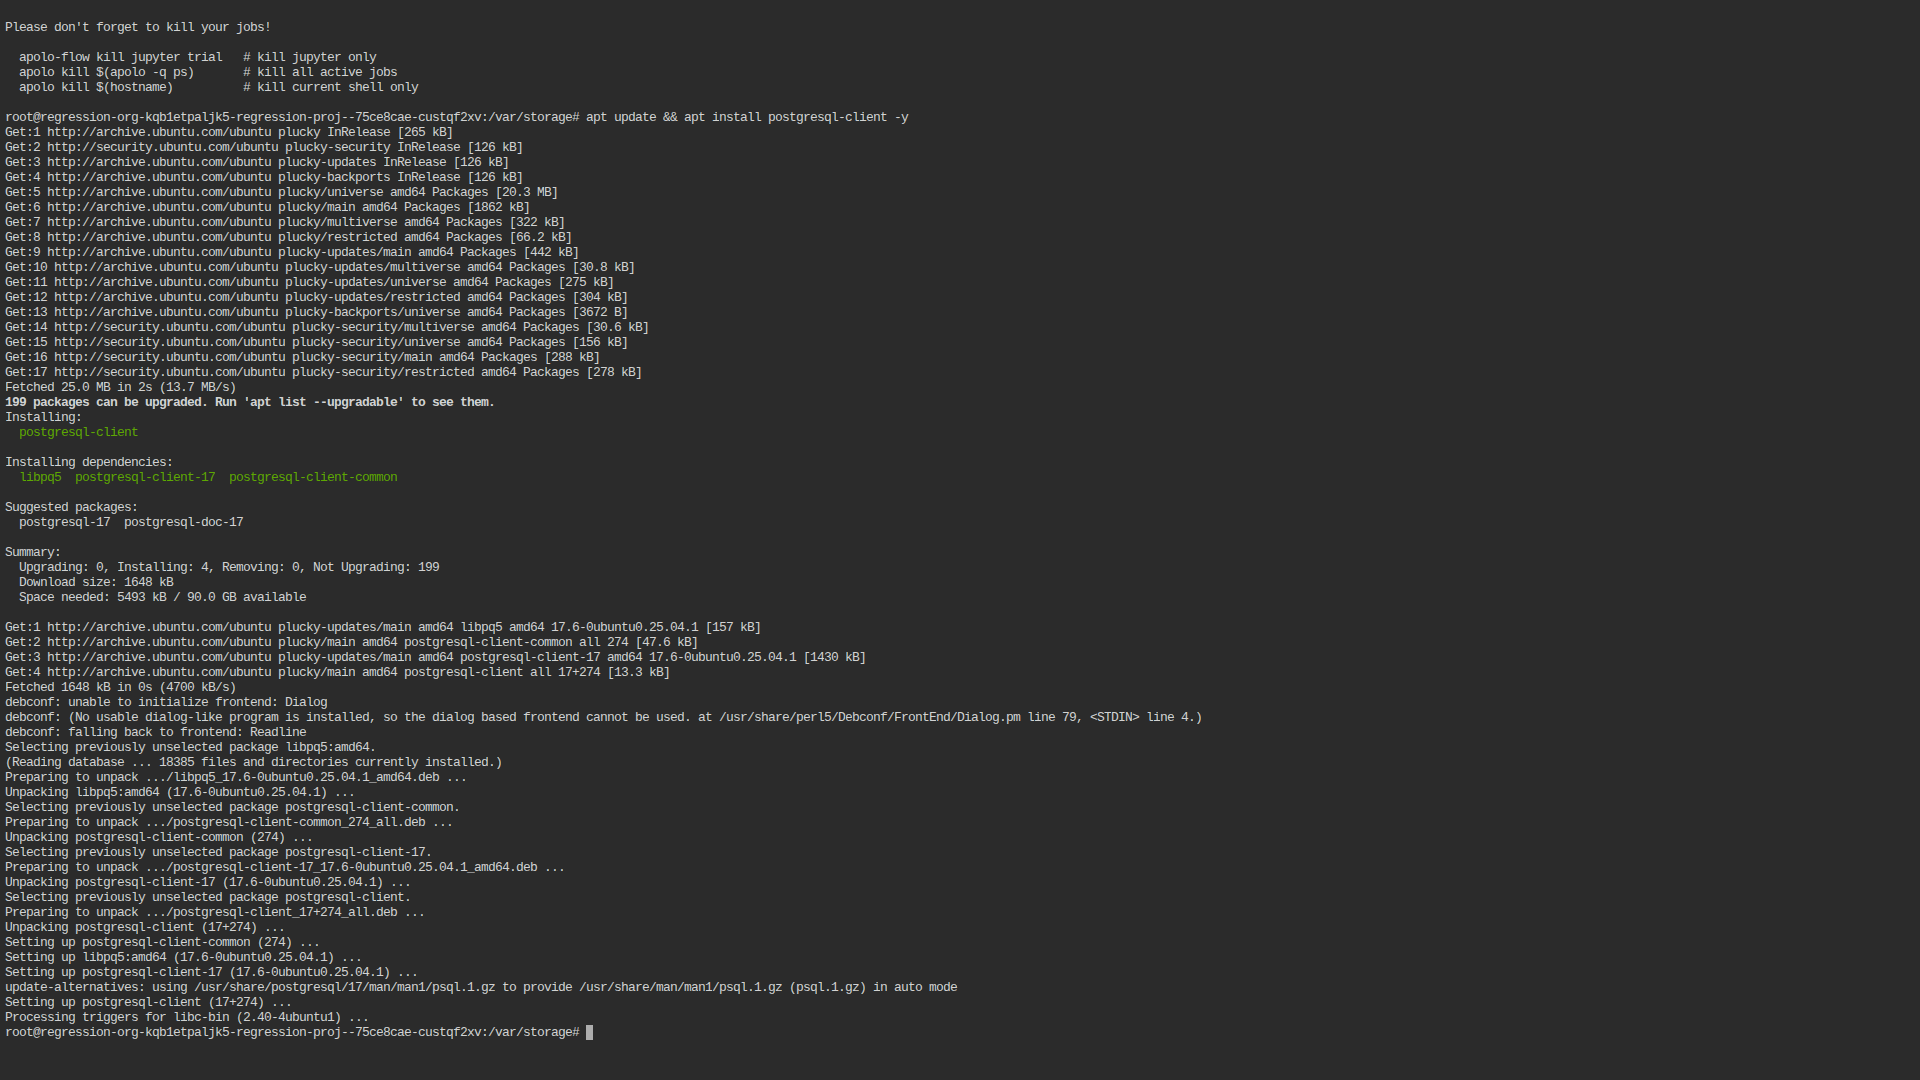 Please don't forget to kill your jobs!
apolo-flow kill jupyter trial   # kill jupyter only
apolo kill $(apolo -q ps)       # kill all active jobs
apolo kill $(hostname)          # kill current shell only
root@regression-org-kqb1etpaljk5-regression-proj--75ce8cae-custqf2xv:/var/storage# apt update && apt install postgresql-client -y
Get:1 http://archive.ubuntu.com/ubuntu plucky InRelease [265 kB]
Get:2 http://security.ubuntu.com/ubuntu plucky-security InRelease [126 kB]
Get:3 http://archive.ubuntu.com/ubuntu plucky-updates InRelease [126 kB]
Get:4 http://archive.ubuntu.com/ubuntu plucky-backports InRelease [126 kB]
Get:5 http://archive.ubuntu.com/ubuntu plucky/universe amd64 Packages [20.3 MB]
Get:6 http://archive.ubuntu.com/ubuntu plucky/main amd64 Packages [1862 kB]
Get:7 http://archive.ubuntu.com/ubuntu plucky/multiverse amd64 Packages [322 kB]
Get:8 http://archive.ubuntu.com/ubuntu plucky/restricted amd64 Packages [66.2 kB]
Get:9 http://archive.ubuntu.com/ubuntu plucky-updates/main amd64 Packages [442 kB]
Get:10 http://archive.ubuntu.com/ubuntu plucky-updates/multiverse amd64 Packages [30.8 kB]
Get:11 http://archive.ubuntu.com/ubuntu plucky-updates/universe amd64 Packages [275 kB]
Get:12 http://archive.ubuntu.com/ubuntu plucky-updates/restricted amd64 Packages [304 kB]
Get:13 http://archive.ubuntu.com/ubuntu plucky-backports/universe amd64 Packages [3672 B]
Get:14 http://security.ubuntu.com/ubuntu plucky-security/multiverse amd64 Packages [30.6 kB]
Get:15 http://security.ubuntu.com/ubuntu plucky-security/universe amd64 Packages [156 kB]
Get:16 http://security.ubuntu.com/ubuntu plucky-security/main amd64 Packages [288 kB]
Get:17 http://security.ubuntu.com/ubuntu plucky-security/restricted amd64 Packages [278 kB]
Fetched 25.0 MB in 2s (13.7 MB/s)
199 packages can be upgraded. Run 'apt list --upgradable' to see them.
Installing:
postgresql-client
Installing dependencies:
libpq5  postgresql-client-17  postgresql-client-common
Suggested packages:
postgresql-17  postgresql-doc-17
Summary:
Upgrading: 0, Installing: 4, Removing: 0, Not Upgrading: 199
Download size: 1648 kB
Space needed: 5493 kB / 90.0 GB available
Get:1 http://archive.ubuntu.com/ubuntu plucky-updates/main amd64 libpq5 amd64 17.6-0ubuntu0.25.04.1 [157 kB]
Get:2 http://archive.ubuntu.com/ubuntu plucky/main amd64 postgresql-client-common all 274 [47.6 kB]
Get:3 http://archive.ubuntu.com/ubuntu plucky-updates/main amd64 postgresql-client-17 amd64 17.6-0ubuntu0.25.04.1 [1430 kB]
Get:4 http://archive.ubuntu.com/ubuntu plucky/main amd64 postgresql-client all 17+274 [13.3 kB]
Fetched 1648 kB in 0s (4700 kB/s)
debconf: unable to initialize frontend: Dialog
debconf: (No usable dialog-like program is installed, so the dialog based frontend cannot be used. at /usr/share/perl5/Debconf/FrontEnd/Dialog.pm line 79, <STDIN> line 4.)
debconf: falling back to frontend: Readline
Selecting previously unselected package libpq5:amd64.
(Reading database ... 18385 files and directories currently installed.)
Preparing to unpack .../libpq5_17.6-0ubuntu0.25.04.1_amd64.deb ...
Unpacking libpq5:amd64 (17.6-0ubuntu0.25.04.1) ...
Selecting previously unselected package postgresql-client-common.
Preparing to unpack .../postgresql-client-common_274_all.deb ...
Unpacking postgresql-client-common (274) ...
Selecting previously unselected package postgresql-client-17.
Preparing to unpack .../postgresql-client-17_17.6-0ubuntu0.25.04.1_amd64.deb ...
Unpacking postgresql-client-17 (17.6-0ubuntu0.25.04.1) ...
Selecting previously unselected package postgresql-client.
Preparing to unpack .../postgresql-client_17+274_all.deb ...
Unpacking postgresql-client (17+274) ...
Setting up postgresql-client-common (274) ...
Setting up libpq5:amd64 (17.6-0ubuntu0.25.04.1) ...
Setting up postgresql-client-17 (17.6-0ubuntu0.25.04.1) ...
update-alternatives: using /usr/share/postgresql/17/man/man1/psql.1.gz to provide /usr/share/man/man1/psql.1.gz (psql.1.gz) in auto mode
Setting up postgresql-client (17+274) ...
Processing triggers for libc-bin (2.40-4ubuntu1) ...
root@regression-org-kqb1etpaljk5-regression-proj--75ce8cae-custqf2xv:/var/storage#